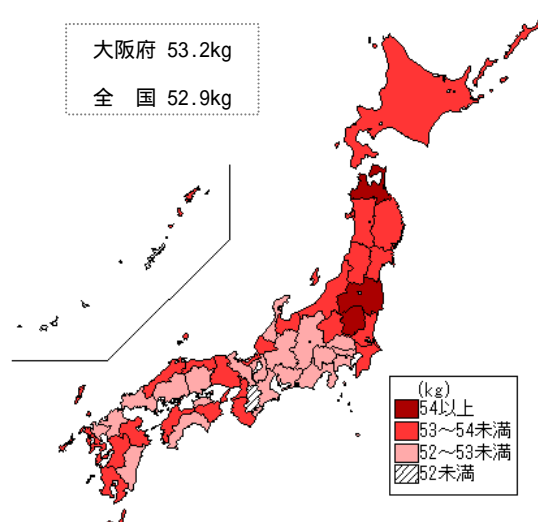 大阪府 53.2kg
全 国 52.9kg
(kg)
54以上
53～54未満
52～53未満
52未満